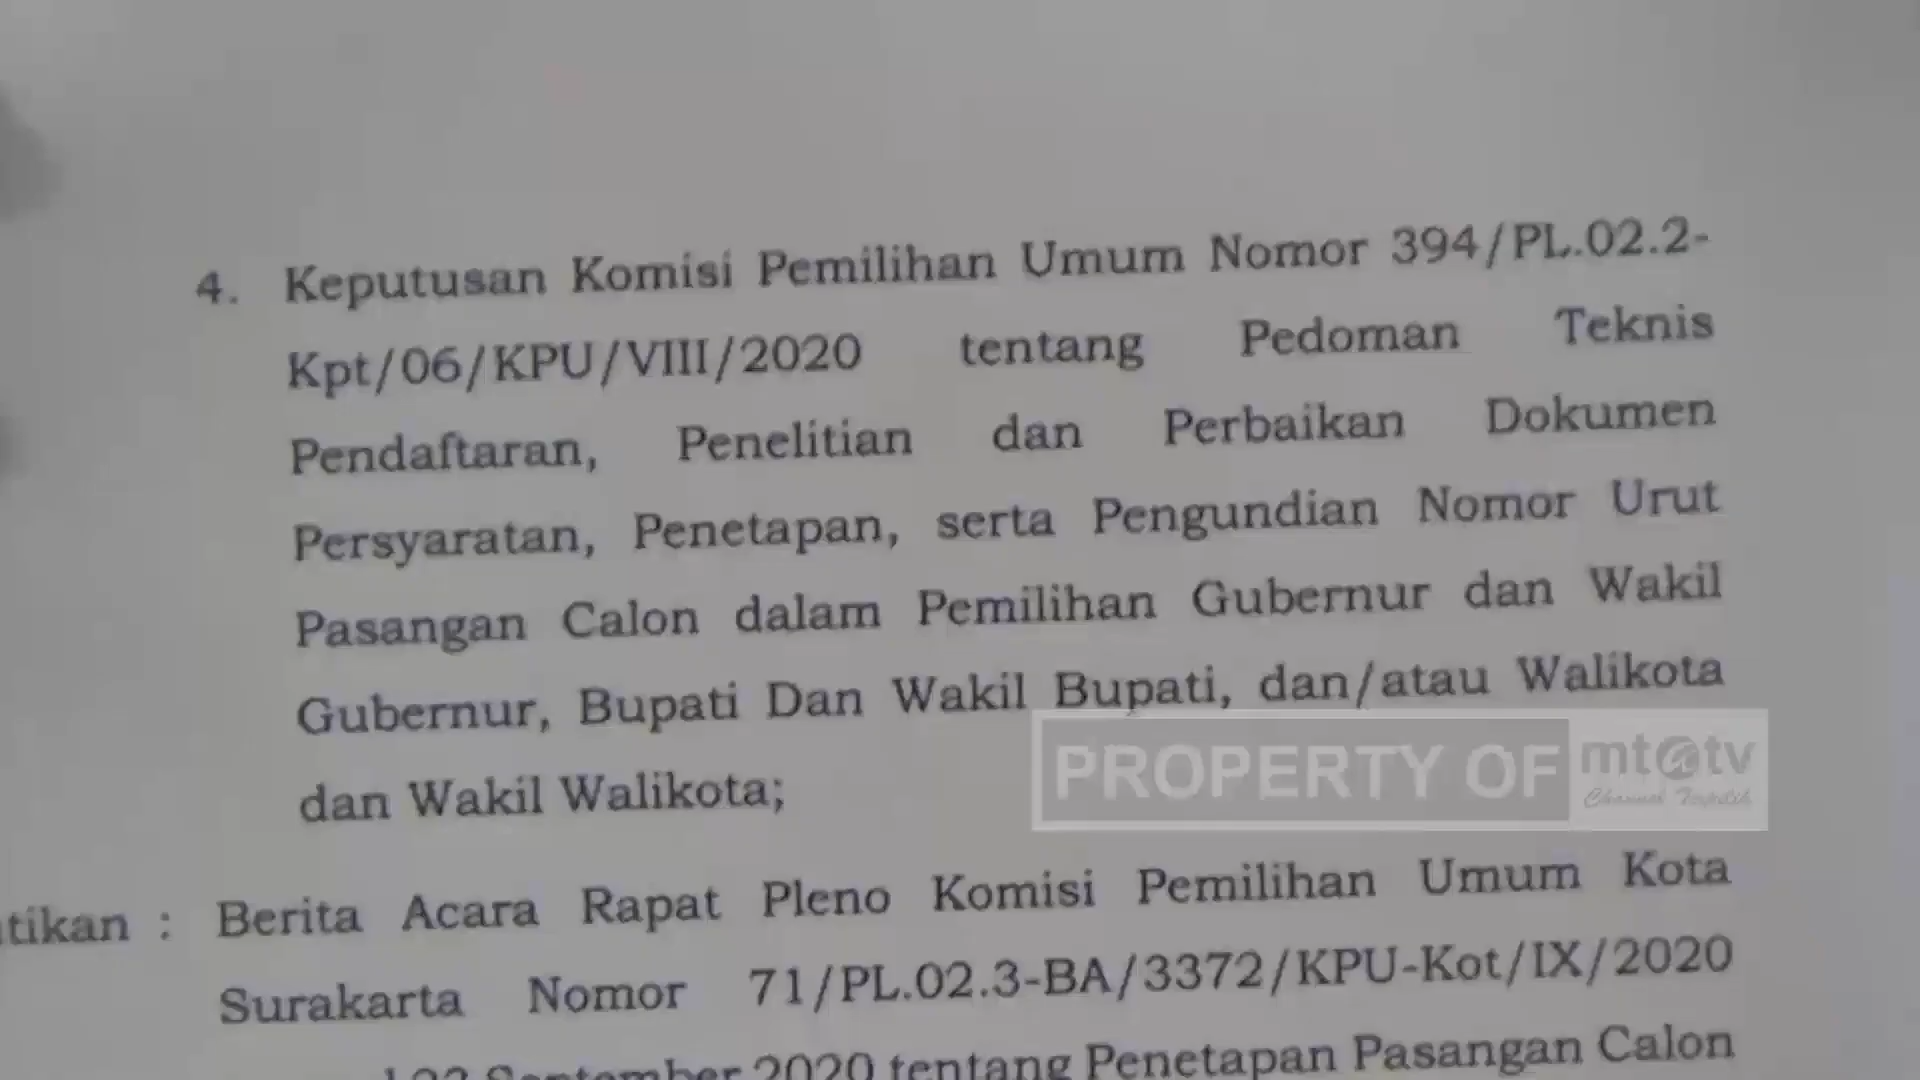 4. Keputusan Komisi Pemilihan Umum Nomor 394/PL.02.2-
Kpt/06/KPU/VIII/2020 tentang Pedoman Teknis
Pendaftaran, Penelitian dan Perbaikan Dokumen
Persyaratan, Penetapan, serta Pengundian Nomor Urut
Pasangan Calon dalam Pemilihan Gubernur dan Wakil
Gubernur, Bupati Dan Wakil Bupati, dan/atau Walikota
dan Wakil Walikota;
PROPERTY OF mt@tv
Channel Terpilih
tikan : Berita Acara Rapat Pleno Komisi Pemilihan Umum Kota
Surakarta Nomor 71/PL.02.3-BA/3372/KPU-Kot/IX/2020
September 2020 tentang Penetapan Pasangan Calon